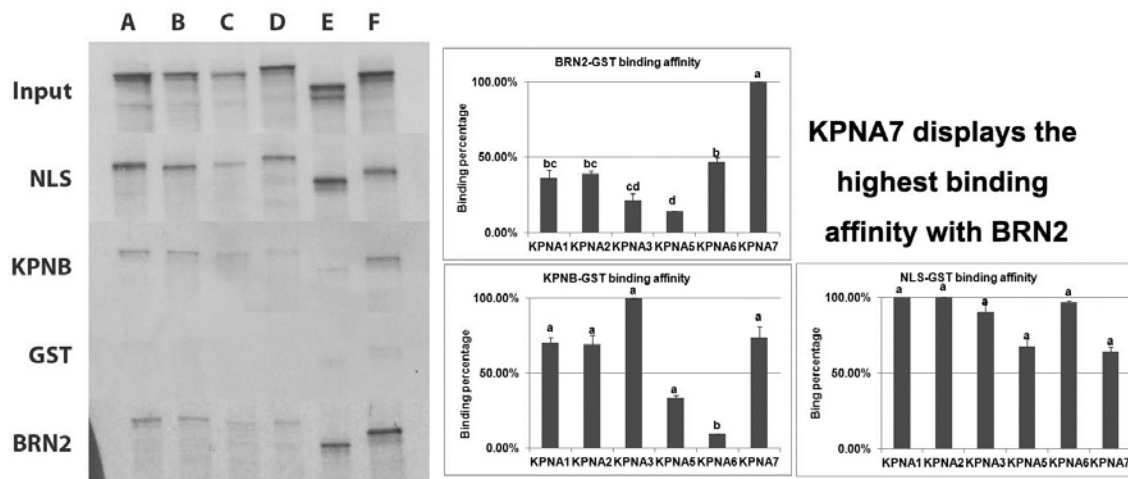 A B C D E F
Input
NLS
KPNB
GST
BRN2
BRN2-GST binding affinity
Binding percentage
100.00%
50.00%
0.00%
bc bc cd d b a
KPNA1 KPNA2 KPNA3 KPNA5 KPNA6 KPNA7
KPNA7 displays the
highest binding
affinity with BRN2
KPNB-GST binding affinity
Binding percentage
100.00%
50.00%
0.00%
a a a a b a
KPNA1 KPNA2 KPNA3 KPNA5 KPNA6 KPNA7
NLS-GST binding affinity
Bing percentage
100.00%
50.00%
0.00%
a a a a a a
KPNA1 KPNA2 KPNA3 KPNA5 KPNA6 KPNA7